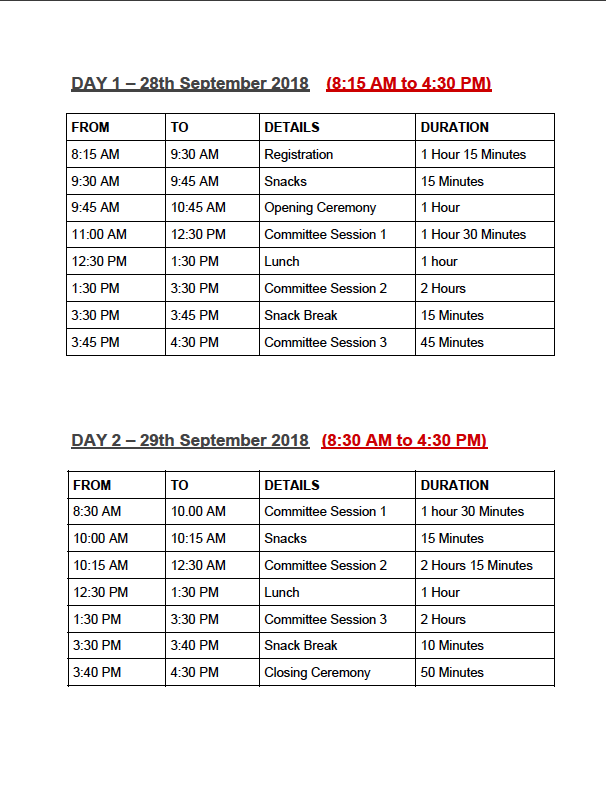 DAY 1 – 28th September 2018 (8:15 AM to 4:30 PM)
FROM TO DETAILS DURATION
8:15 AM 9:30 AM Registration 1 Hour 15 Minutes
9:30 AM 9:45 AM Snacks 15 Minutes
9:45 AM 10:45 AM Opening Ceremony 1 Hour
11:00 AM 12:30 PM Committee Session 1 1 Hour 30 Minutes
12:30 PM 1:30 PM Lunch 1 hour
1:30 PM 3:30 PM Committee Session 2 2 Hours
3:30 PM 3:45 PM Snack Break 15 Minutes
3:45 PM 4:30 PM Committee Session 3 45 Minutes
DAY 2 – 29th September 2018 (8:30 AM to 4:30 PM)
FROM TO DETAILS DURATION
8:30 AM 10.00 AM Committee Session 1 1 hour 30 Minutes
10:00 AM 10:15 AM Snacks 15 Minutes
10:15 AM 12:30 AM Committee Session 2 2 Hours 15 Minutes
12:30 PM 1:30 PM Lunch 1 Hour
1:30 PM 3:30 PM Committee Session 3 2 Hours
3:30 PM 3:40 PM Snack Break 10 Minutes
3:40 PM 4:30 PM Closing Ceremony 50 Minutes